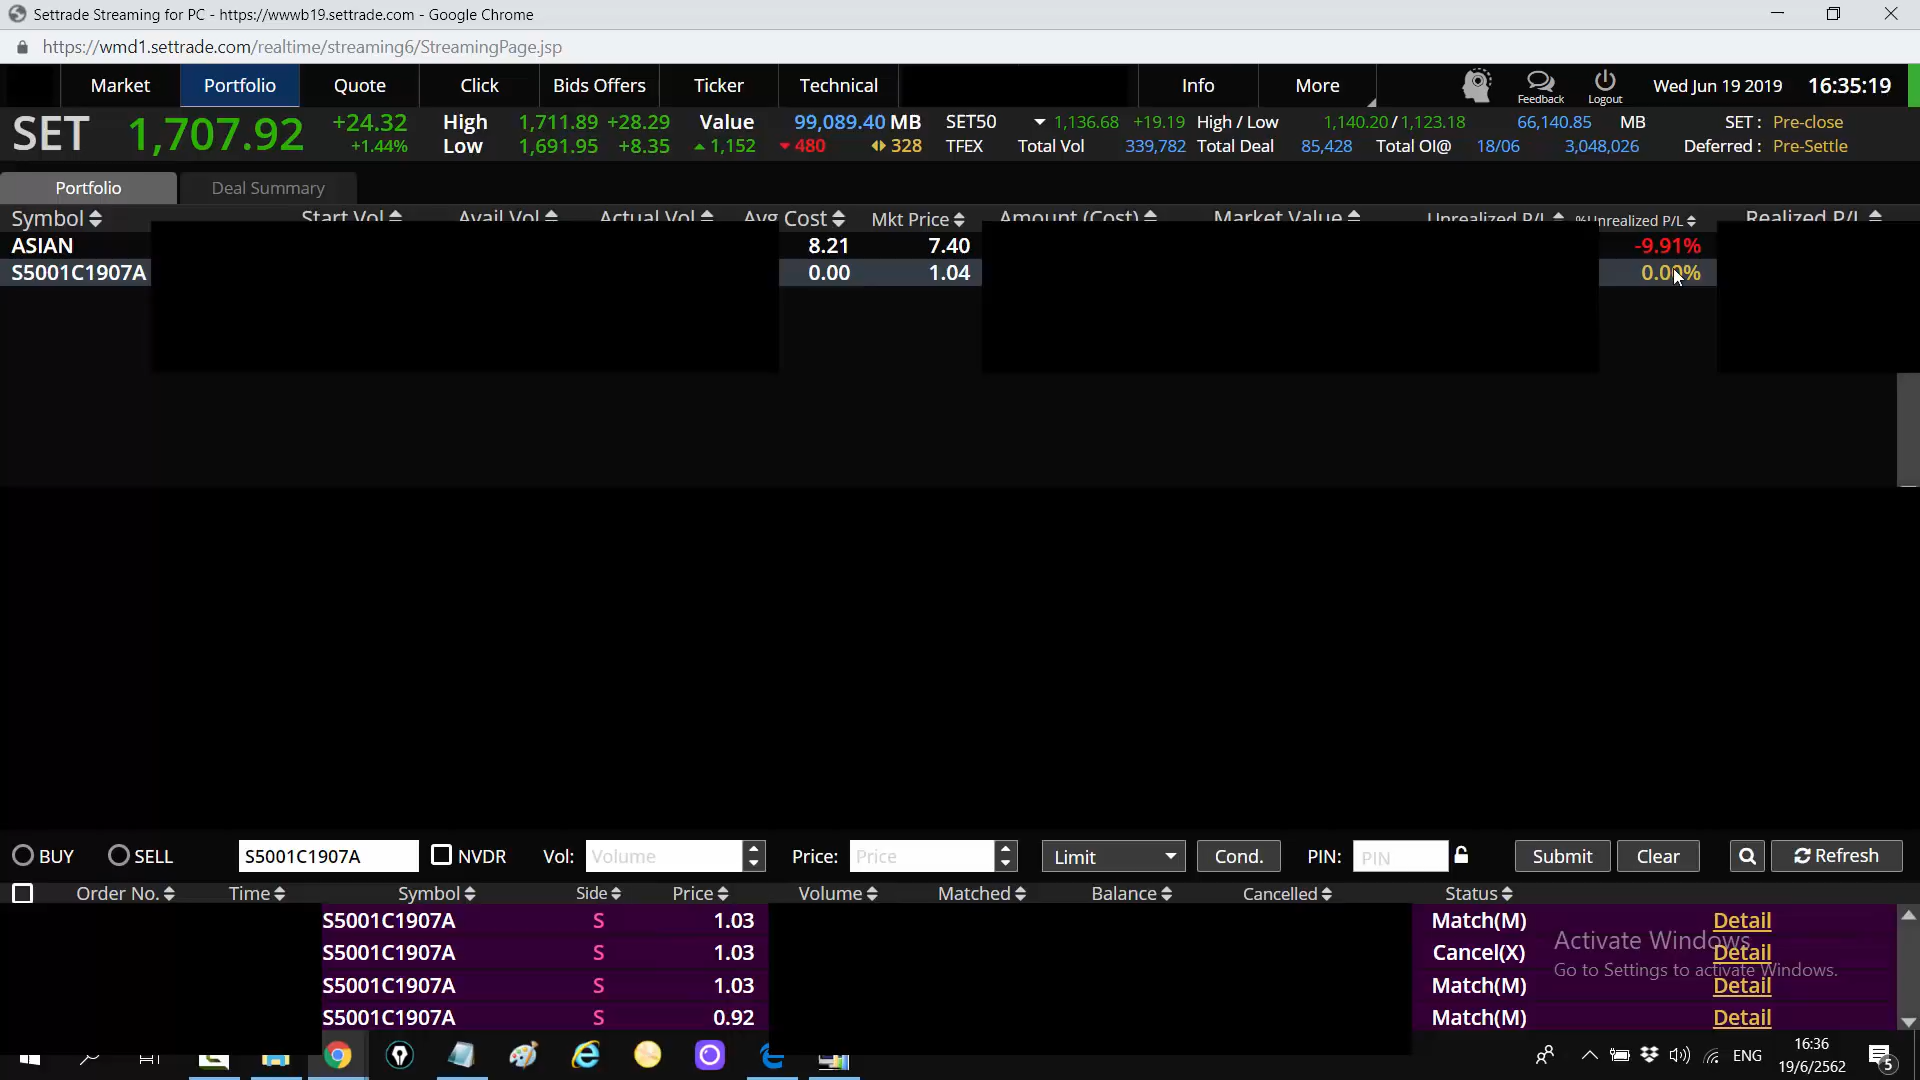 Settrade Streaming for PC - https://wwwb19.settrade.com - Google Chrome
https://wmd1.settrade.com/realtime/streaming6/StreamingPage.jsp
Market Portfolio Quote Click Bids Offers Ticker Technical Info More Feedback Logout Wed Jun 19 2019 16:35:19
SET 1,707.92 +24.32 High 1,711.89 +28.29 Value 99,089.40 MB SET50 1,136.68 +19.19 High / Low 1,140.20 / 1,123.18 66,140.85 MB SET : Pre-close
+1.44% Low 1,691.95 +8.35 1,152 480 328 TFEX Total Vol 339,782 Total Deal 85,428 Total OI@ 18/06 3,048,026 Deferred : Pre-Settle
Portfolio Deal Summary
Symbol Start Vol Avail Vol Actual Vol Avg Cost Mkt Price Amount (Cost) Market Value Unrealized P/L %Unrealized P/L Realized P/L
ASIAN 8.21 7.40 -9.91%
S5001C1907A 0.00 1.04 0.00%
BUY SELL S5001C1907A NVDR Vol: Volume Price: Price Limit Cond. PIN: PIN Submit Clear Refresh
Order No. Time Symbol Side Price Volume Matched Balance Cancelled Status
S5001C1907A S 1.03 Match(M) Detail
S5001C1907A S 1.03 Cancel(X) Detail
S5001C1907A S 1.03 Match(M) Detail
S5001C1907A S 0.92 Match(M) Detail
Activate Windows
Go to Settings to activate Windows.
ENG 16:36
19/6/2562 5